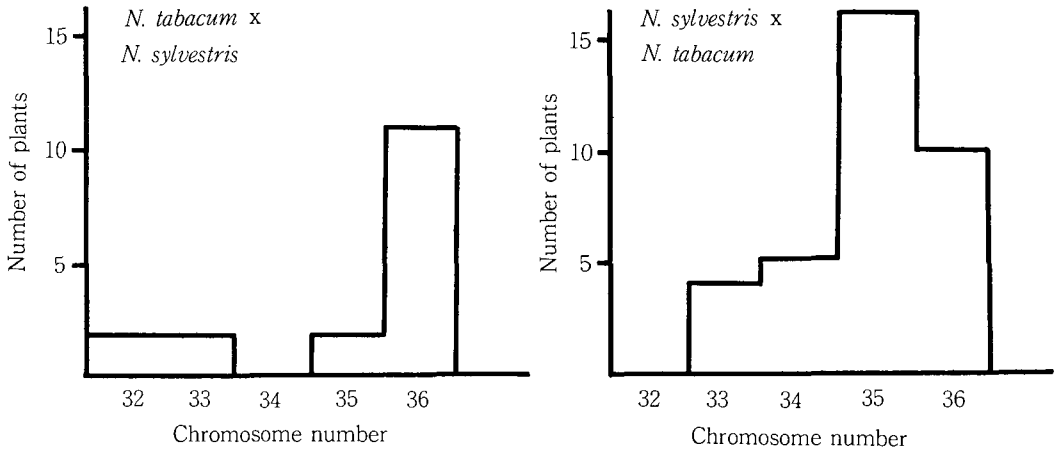 N. tabacum x
N. sylvestris
15
10
5
Number of plants
32 33 34 35 36
Chromosome number
N. sylvestris x
N. tabacum
15
10
5
Number of plants
32 33 34 35 36
Chromosome number